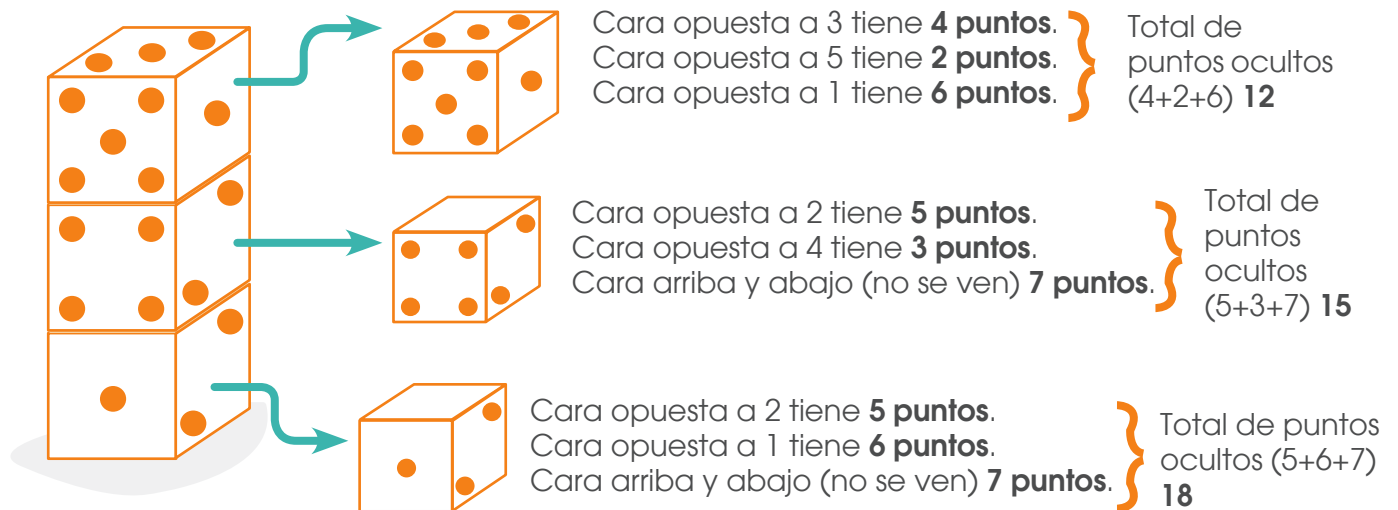 Cara opuesta a 3 tiene 4 puntos.
Cara opuesta a 5 tiene 2 puntos.
Cara opuesta a 1 tiene 6 puntos.
Total de
puntos ocultos
(4+2+6) 12
Cara opuesta a 2 tiene 5 puntos.
Cara opuesta a 4 tiene 3 puntos.
Cara arriba y abajo (no se ven) 7 puntos.
Total de
puntos
ocultos
(5+3+7) 15
Cara opuesta a 2 tiene 5 puntos.
Cara opuesta a 1 tiene 6 puntos.
Cara arriba y abajo (no se ven) 7 puntos.
Total de puntos
ocultos (5+6+7)
18